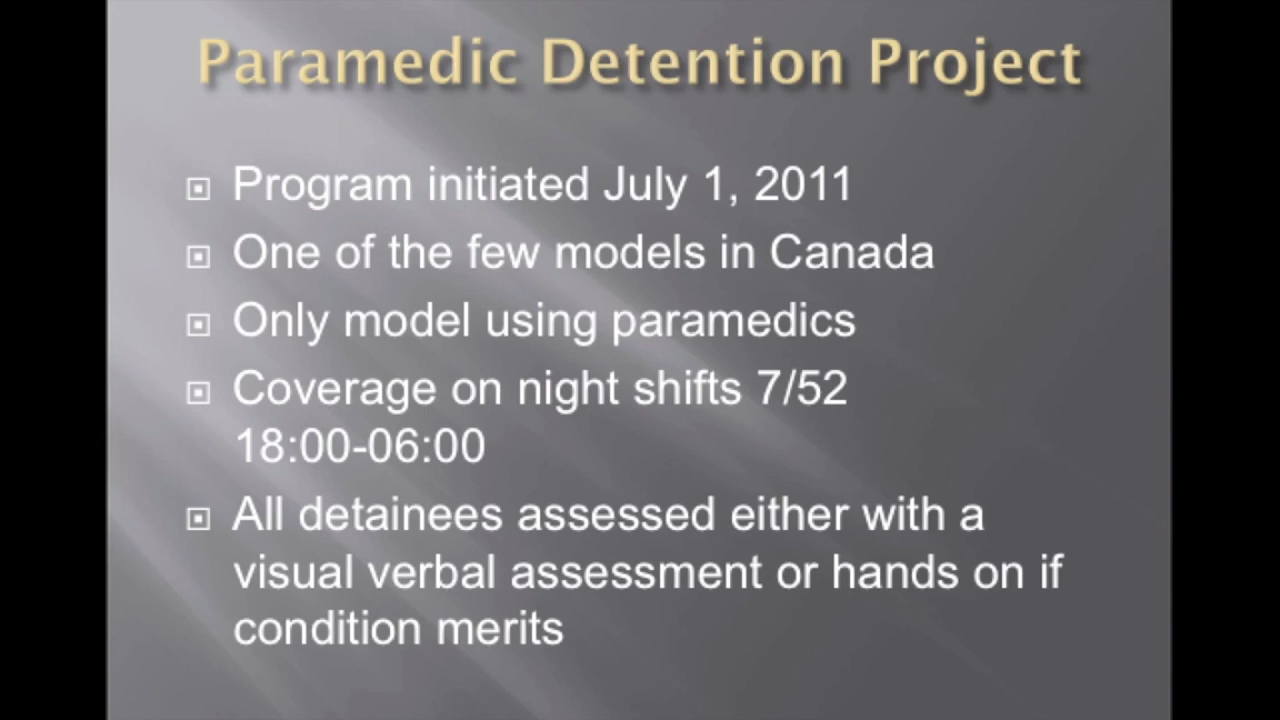 Paramedic Detention Project
Program initiated July 1, 2011
One of the few models in Canada
Only model using paramedics
Coverage on night shifts 7/52
18:00-06:00
All detainees assessed either with a
visual verbal assessment or hands on if
condition merits